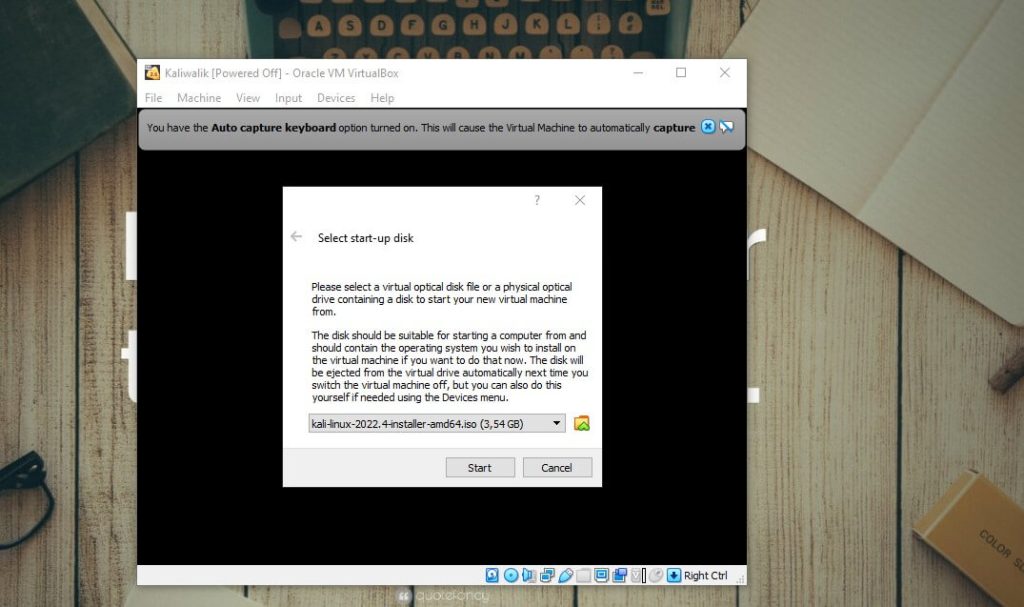 A S D F G H J K L
Kaliwalik [Powered Off] - Oracle VM VirtualBox
File Machine View Input Devices Help
You have the Auto capture keyboard option turned on. This will cause the Virtual Machine to automatically capture
?
Select start-up disk
Please select a virtual optical disk file or a physical optical
drive containing a disk to start your new virtual machine
from.
The disk should be suitable for starting a computer from and
should contain the operating system you wish to install on
the virtual machine if you want to do that now. The disk will
be ejected from the virtual drive automatically next time you
switch the virtual machine off, but you can also do this
yourself if needed using the Devices menu.
kali-linux-2022.4-installer-amd64.iso (3,54 GB)
Start Cancel
Right Ctrl
COLOR
quotefancy